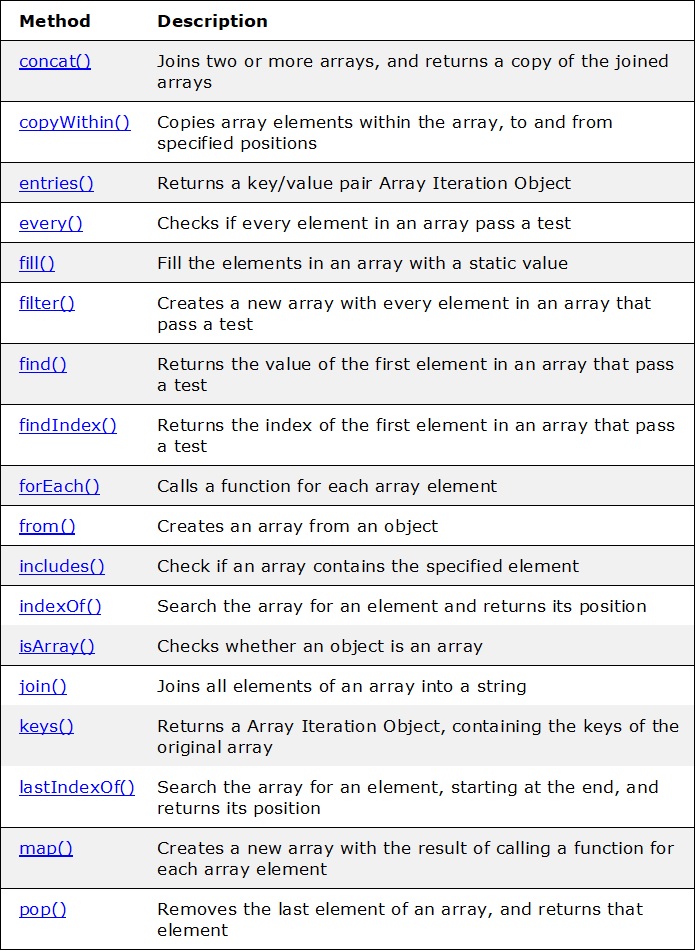 Method Description
concat() Joins two or more arrays, and returns a copy of the joined
arrays
copyWithin() Copies array elements within the array, to and from
specified positions
entries() Returns a key/value pair Array Iteration Object
every() Checks if every element in an array pass a test
fill() Fill the elements in an array with a static value
filter() Creates a new array with every element in an array that
pass a test
find() Returns the value of the first element in an array that pass
a test
findIndex() Returns the index of the first element in an array that pass
a test
forEach() Calls a function for each array element
from() Creates an array from an object
includes() Check if an array contains the specified element
indexOf() Search the array for an element and returns its position
isArray() Checks whether an object is an array
join() Joins all elements of an array into a string
keys() Returns a Array Iteration Object, containing the keys of the
original array
lastIndexOf() Search the array for an element, starting at the end, and
returns its position
map() Creates a new array with the result of calling a function for
each array element
pop() Removes the last element of an array, and returns that
element